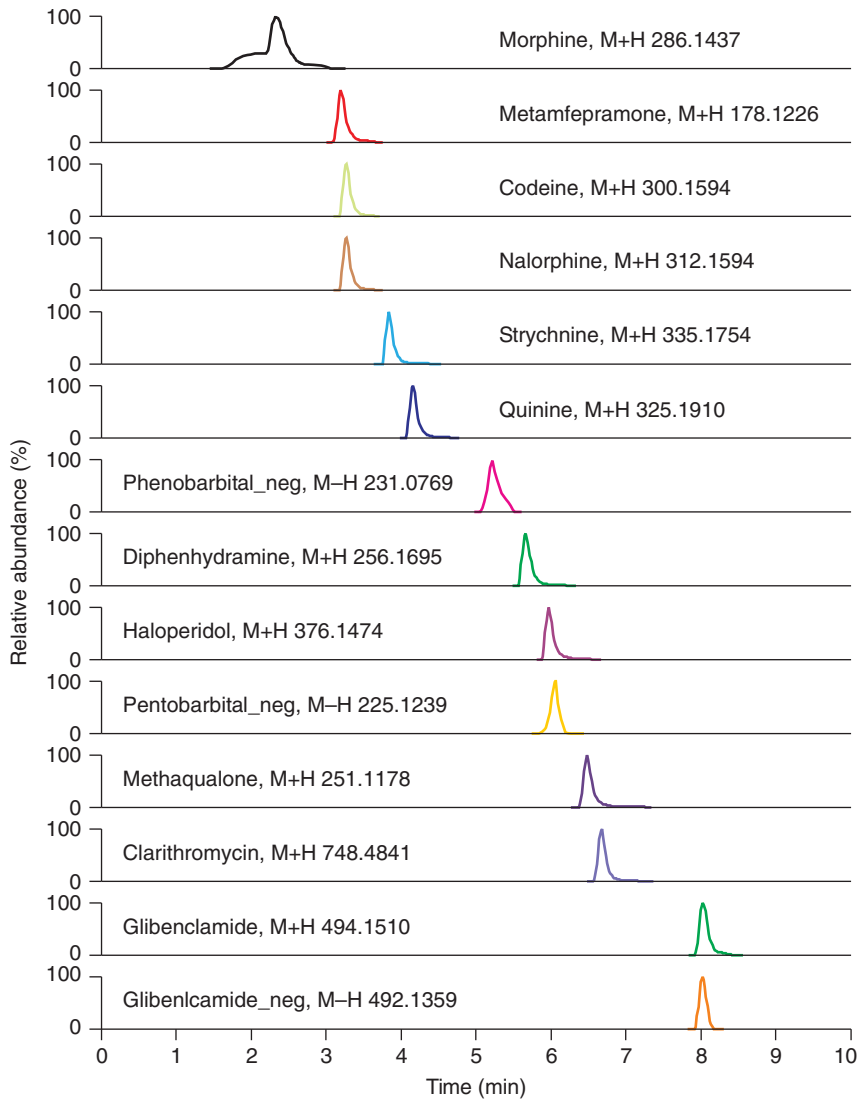 Relative abundance (%)
100
0
Morphine, M+H 286.1437
100
0
Metamfepramone, M+H 178.1226
100
0
Codeine, M+H 300.1594
100
0
Nalorphine, M+H 312.1594
100
0
Strychnine, M+H 335.1754
100
0
Quinine, M+H 325.1910
100
0
Phenobarbital_neg, M–H 231.0769
100
0
Diphenhydramine, M+H 256.1695
100
0
Haloperidol, M+H 376.1474
100
0
Pentobarbital_neg, M–H 225.1239
100
0
Methaqualone, M+H 251.1178
100
0
Clarithromycin, M+H 748.4841
100
0
Glibenclamide, M+H 494.1510
100
0
Glibenlcamide_neg, M–H 492.1359
0 1 2 3 4 5 6 7 8 9 10
Time (min)